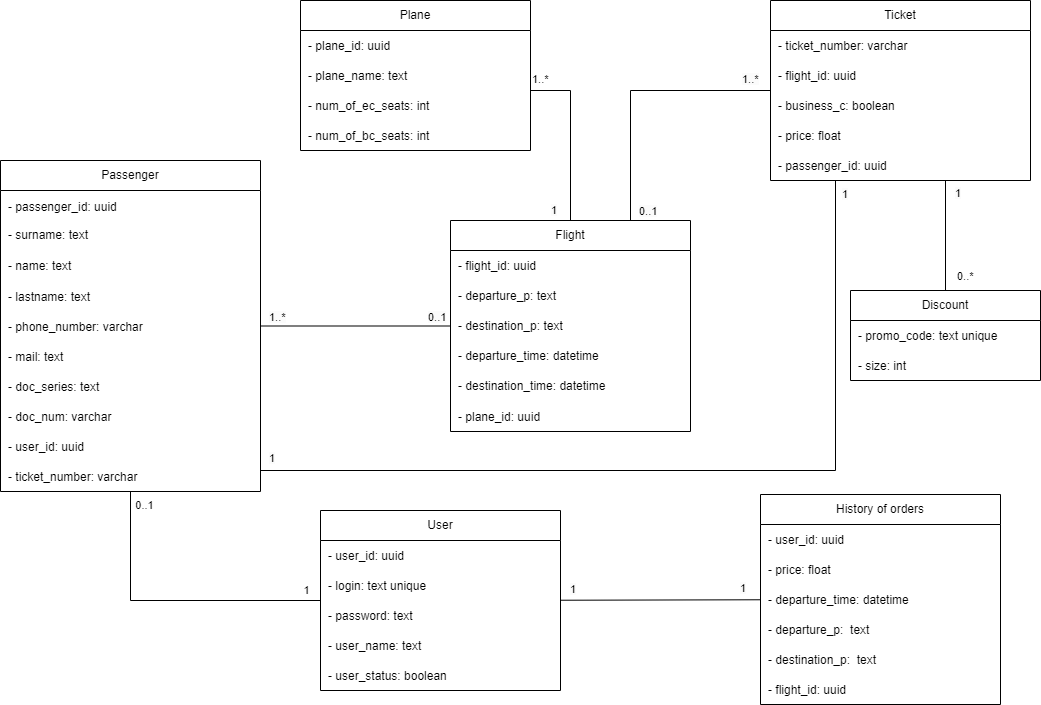 Plane
- plane_id: uuid
- plane_name: text
- num_of_ec_seats: int
- num_of_bc_seats: int
1..*
Ticket
- ticket_number: varchar
- flight_id: uuid
- business_c: boolean
- price: float
- passenger_id: uuid
1..*
1
1
Passenger
- passenger_id: uuid
- surname: text
- name: text
- lastname: text
- phone_number: varchar
- mail: text
- doc_series: text
- doc_num: varchar
- user_id: uuid
- ticket_number: varchar
1..*
0..1
1
0..1
1
0..1
Flight
- flight_id: uuid
- departure_p: text
- destination_p: text
- departure_time: datetime
- destination_time: datetime
- plane_id: uuid
0..*
Discount
- promo_code: text unique
- size: int
User
- user_id: uuid
- login: text unique
- password: text
- user_name: text
- user_status: boolean
1
1
1
History of orders
- user_id: uuid
- price: float
- departure_time: datetime
- departure_p:  text
- destination_p:  text
- flight_id: uuid